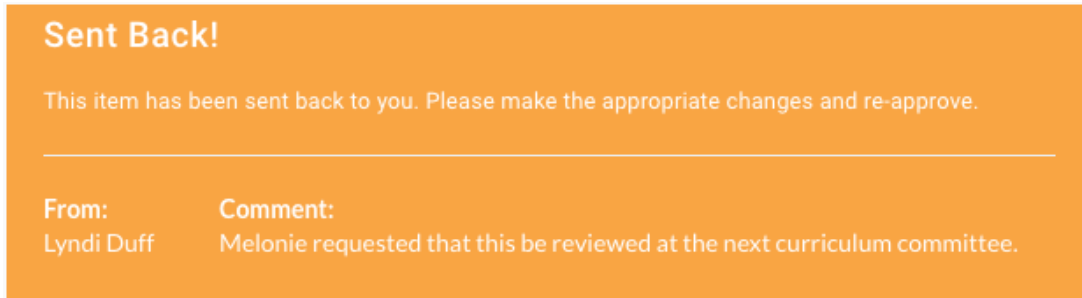 Sent Back!
This item has been sent back to you. Please make the appropriate changes and re-approve.
From: Comment:
Lyndi Duff Melonie requested that this be reviewed at the next curriculum committee.